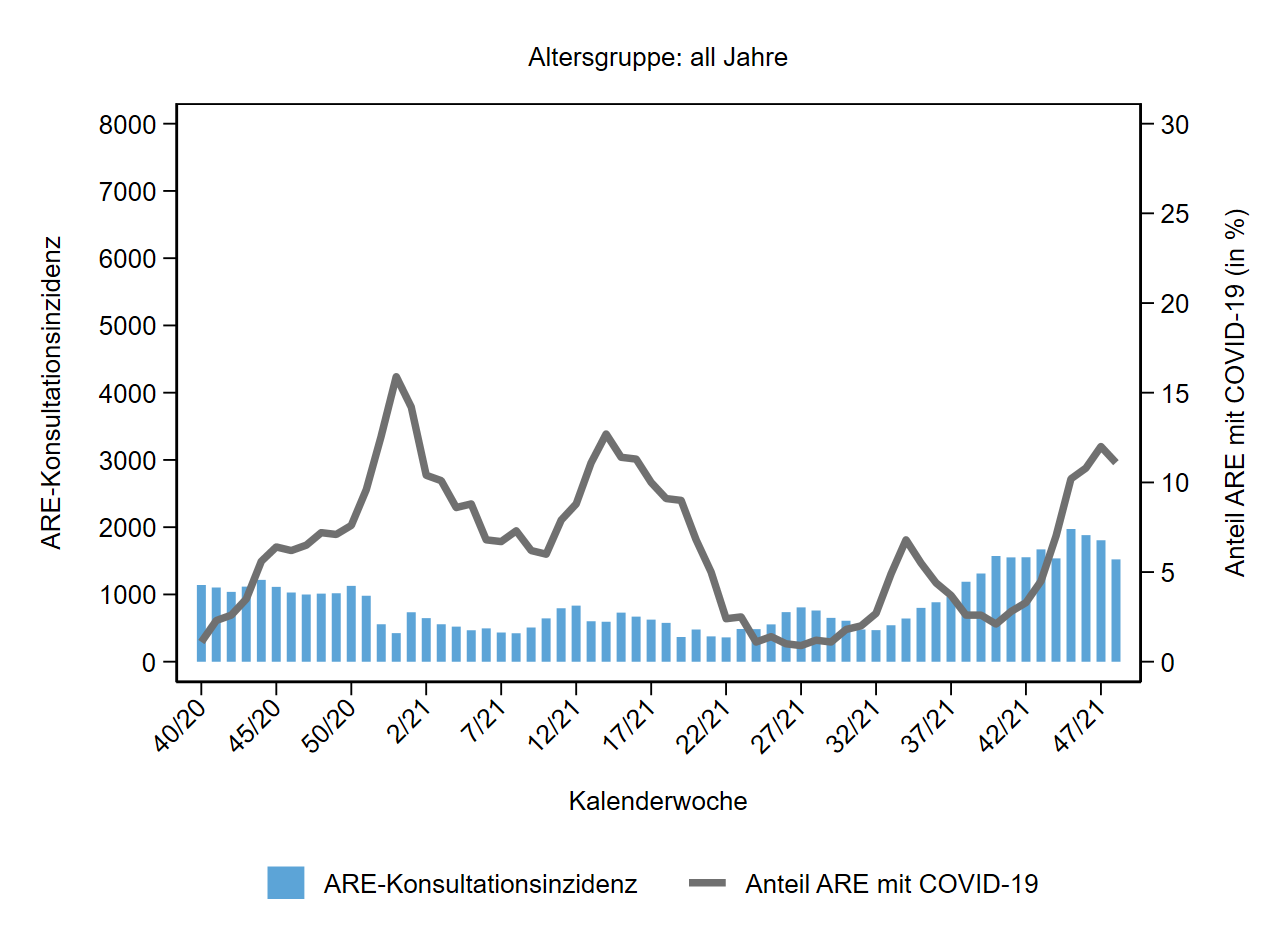 Altersgruppe: all Jahre
ARE-Konsultationsinzidenz
8000
7000
6000
5000
4000
3000
2000
1000
0
30
25
20
15
10
5
0
Anteil ARE mit COVID-19 (in %)
40/20 45/20 50/20 2/21 7/21 12/21 17/21 22/21 27/21 32/21 37/21 42/21 47/21
Kalenderwoche
ARE-Konsultationsinzidenz Anteil ARE mit COVID-19